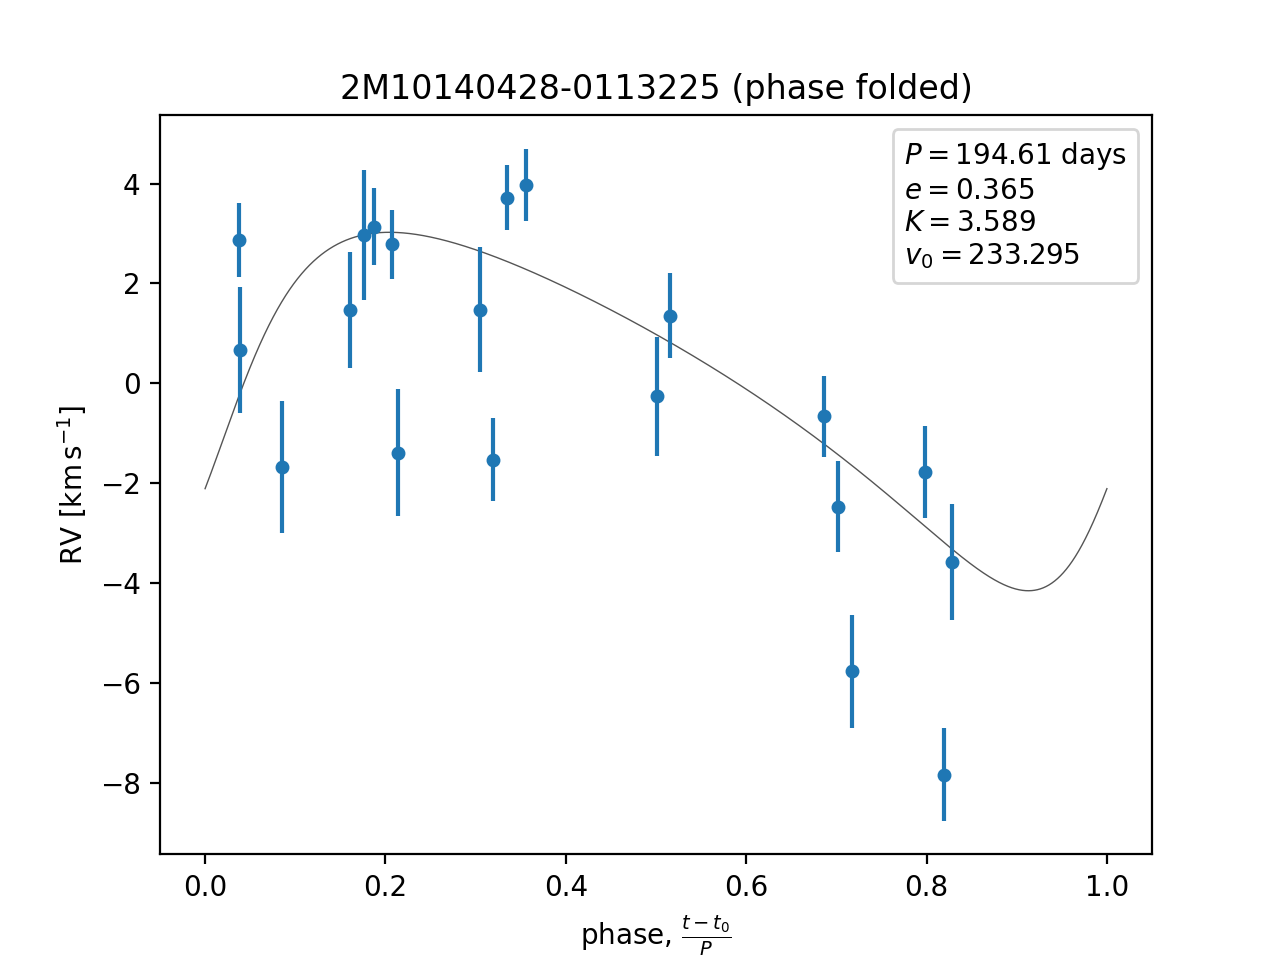 2M10140428-0113225 (phase folded)
P = 194.61 days
e = 0.365
K = 3.589
v₀ = 233.295
RV [km s⁻¹]
4
2
0
−2
−4
−6
−8
0.0 0.2 0.4 0.6 0.8 1.0
phase, (t − t₀)/P